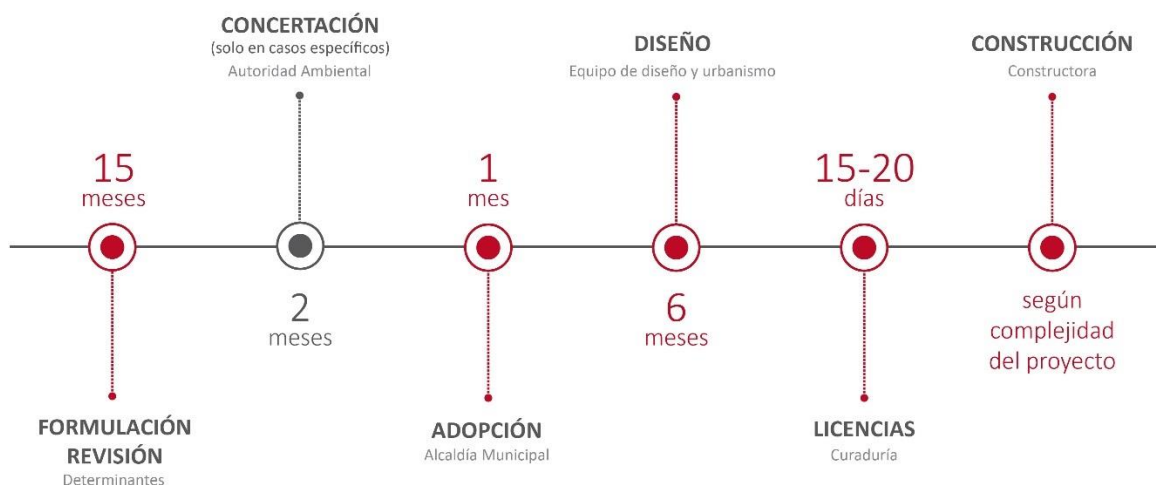 CONCERTACIÓN
(solo en casos específicos)
Autoridad Ambiental
DISEÑO
Equipo de diseño y urbanismo
CONSTRUCCIÓN
Constructora
15
meses
1
mes
15-20
días
2
meses
6
meses
según
complejidad
del proyecto
FORMULACIÓN
REVISIÓN
Determinantes
ADOPCIÓN
Alcaldía Municipal
LICENCIAS
Curaduría